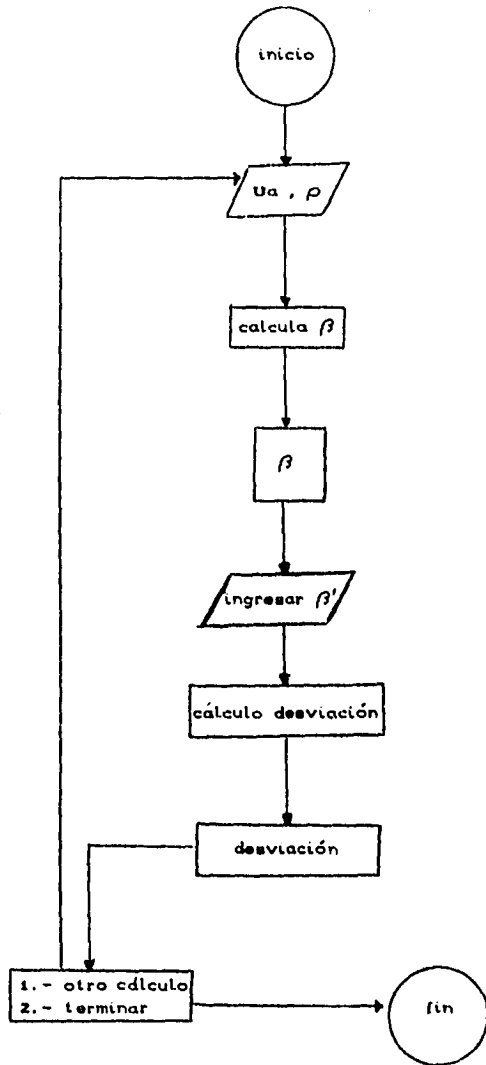 inicio
Ua , ρ
calcula β
β
ingresar β'
cálculo desviación
desviación
1.- otro cálculo
2.- terminar
fin